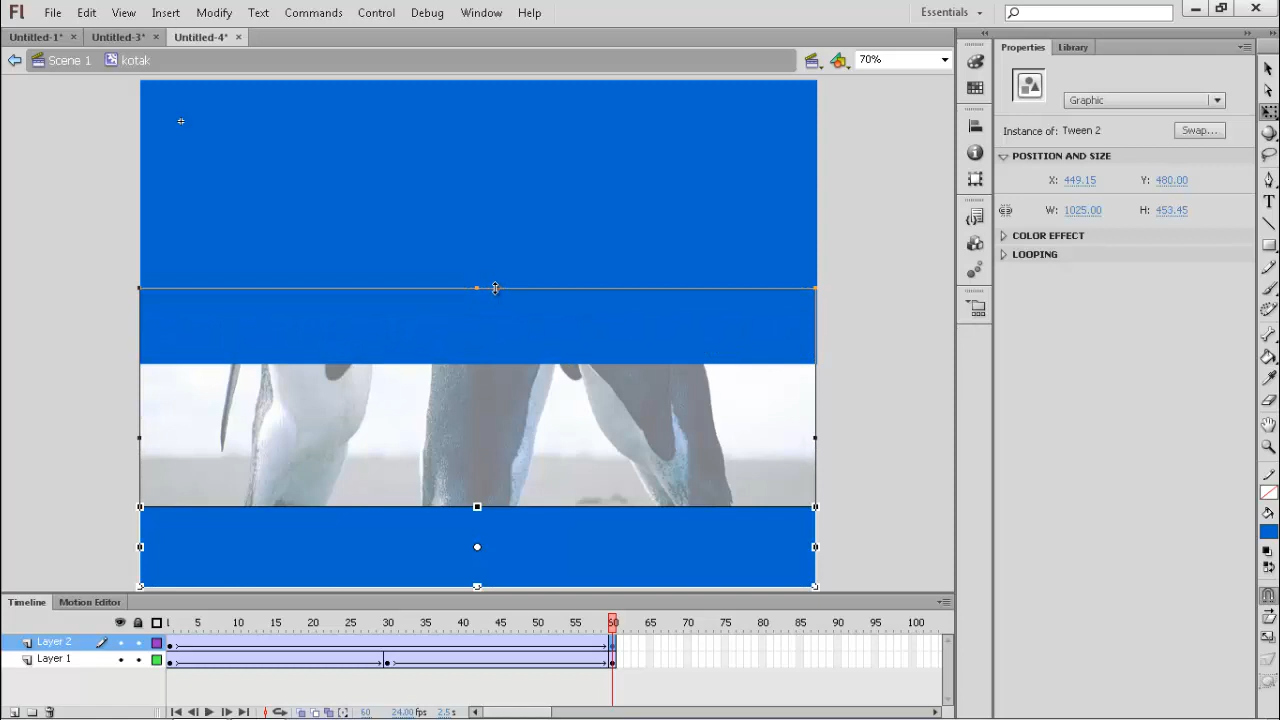 Fl File Edit View Insert Modify Text Commands Control Debug Window Help Essentials
Untitled-1* × Untitled-3* × Untitled-4* ×
Scene 1 kotak 70%
Properties Library
Graphic
Instance of: Tween 2 Swap...
POSITION AND SIZE
X: 449.15 Y: 480.00
W: 1025.00 H: 453.45
COLOR EFFECT
LOOPING
Timeline Motion Editor
5 10 15 20 25 30 35 40 45 50 55 60 65 70 75 80 85 90 95 100
Layer 2
Layer 1
60 24.00 fps 2.5 s